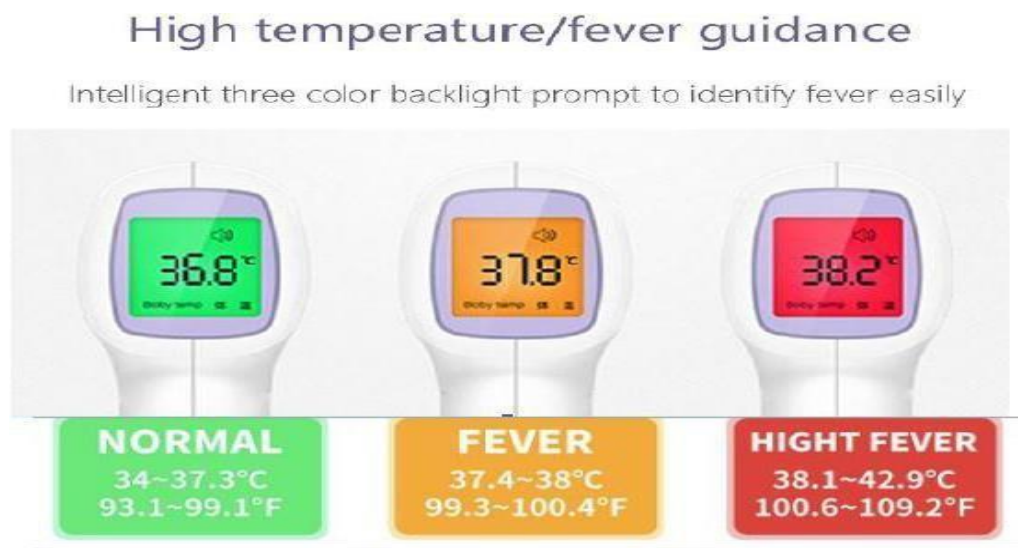 High temperature/fever guidance
Intelligent three color backlight prompt to identify fever easily
36.8°C
37.8°C
38.2°C
NORMAL
34~37.3°C
93.1~99.1°F
FEVER
37.4~38°C
99.3~100.4°F
HIGHT FEVER
38.1~42.9°C
100.6~109.2°F